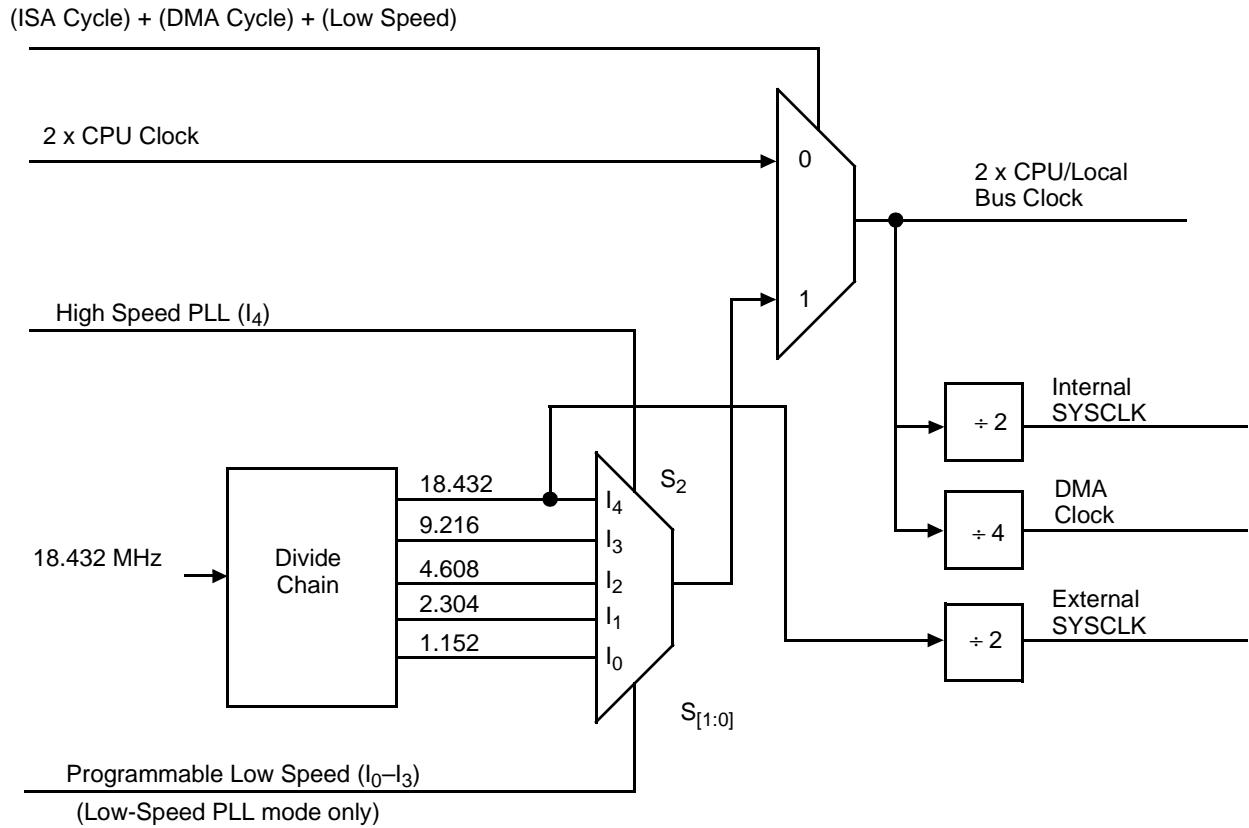 (ISA Cycle) + (DMA Cycle) + (Low Speed)
2 x CPU Clock
0
2 x CPU/Local
Bus Clock
High Speed PLL (I4)
1
Internal
SYSCLK
÷ 2
S2
18.432
I4
DMA
Clock
÷ 4
9.216
I3
18.432 MHz
Divide
Chain
4.608
I2
2.304
I1
External
SYSCLK
÷ 2
1.152
I0
S[1:0]
Programmable Low Speed (I0–I3)
(Low-Speed PLL mode only)